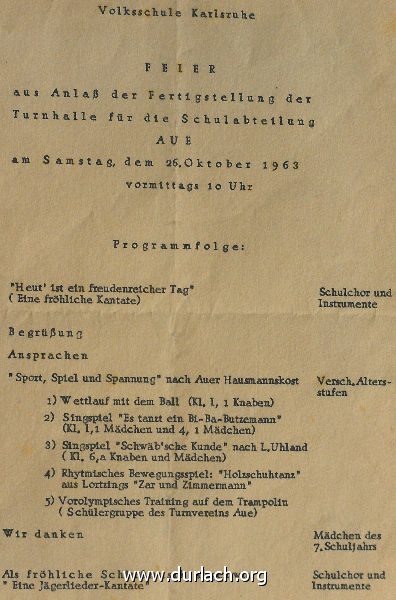 Volksschule Karlsruhe
FEIER
aus Anlaß der Fertigstellung der
Turnhalle für die Schulabteilung
AUE
am Samstag, dem 26. Oktober 1963
vormittags 10 Uhr
Programmfolge:
"Heut' ist ein freudenreicher Tag" Schulchor und
( Eine fröhliche Kantate) Instrumente
Begrüßung
Ansprachen
"Sport, Spiel und Spannung" nach Auer Hausmannskost Versch. Alters-
stufen
1) Wettlauf mit dem Ball (Kl. 1, 1 Knaben)
2) Singspiel "Es tanzt ein Bi-Ba-Butzemann"
(Kl. 1,1 Mädchen und 4, 1 Mädchen)
3) Singspiel "Schwäb'sche Kunde" nach L. Uhland
( Kl. 6,a Knaben und Mädchen)
4) Rhytmisches Bewegungsspiel: "Holzschuhtanz"
aus Lortzings "Zar und Zimmermann"
5) Vorolympisches Training auf dem Trampolin
( Schülergruppe des Turnvereins Aue)
Wir danken Mädchen des
7. Schuljahrs
Als fröhliche Schulchor und
" Eine Jägerlieder-Kantate" Instrumente
www.durlach.org